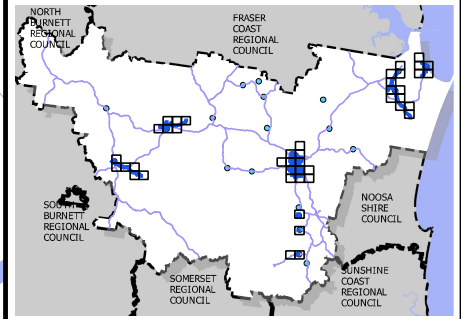 NORTH
BURNETT
REGIONAL
COUNCIL
FRASER
COAST
REGIONAL
COUNCIL
SOUTH
BURNETT
REGIONAL
COUNCIL
NOOSA
SHIRE
COUNCIL
SOMERSET
REGIONAL
COUNCIL
SUNSHINE
COAST
REGIONAL
COUNCIL